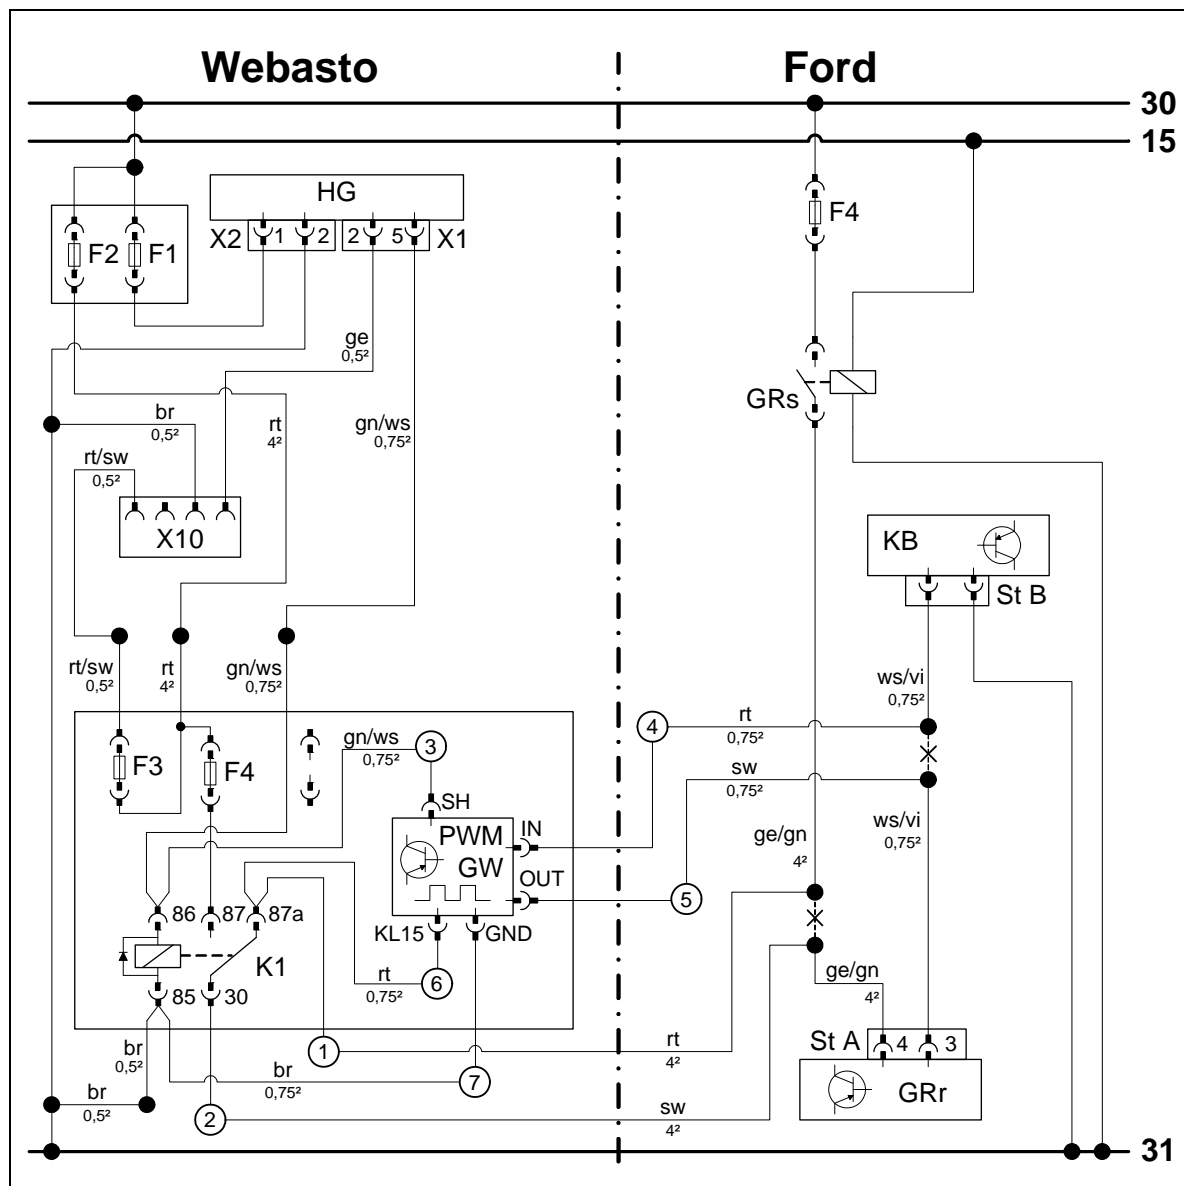 Webasto
Ford
30
15
HG
X2
1
2
2
5
X1
F2
F1
F4
ge
0,5²
GRs
br
0,5²
rt
4²
gn/ws
0,75²
rt/sw
0,5²
X10
KB
St B
rt/sw
0,5²
rt
4²
gn/ws
0,75²
ws/vi
0,75²
gn/ws
0,75²
3
4
rt
0,75²
F3
F4
SH
sw
0,75²
PWM
GW
IN
OUT
ge/gn
4²
ws/vi
0,75²
5
86
87
87a
KL15
GND
K1
rt
0,75²
6
ge/gn
4²
85
30
br
0,5²
1
rt
4²
St A
4
3
br
0,75²
7
GRr
br
0,5²
2
sw
4²
31